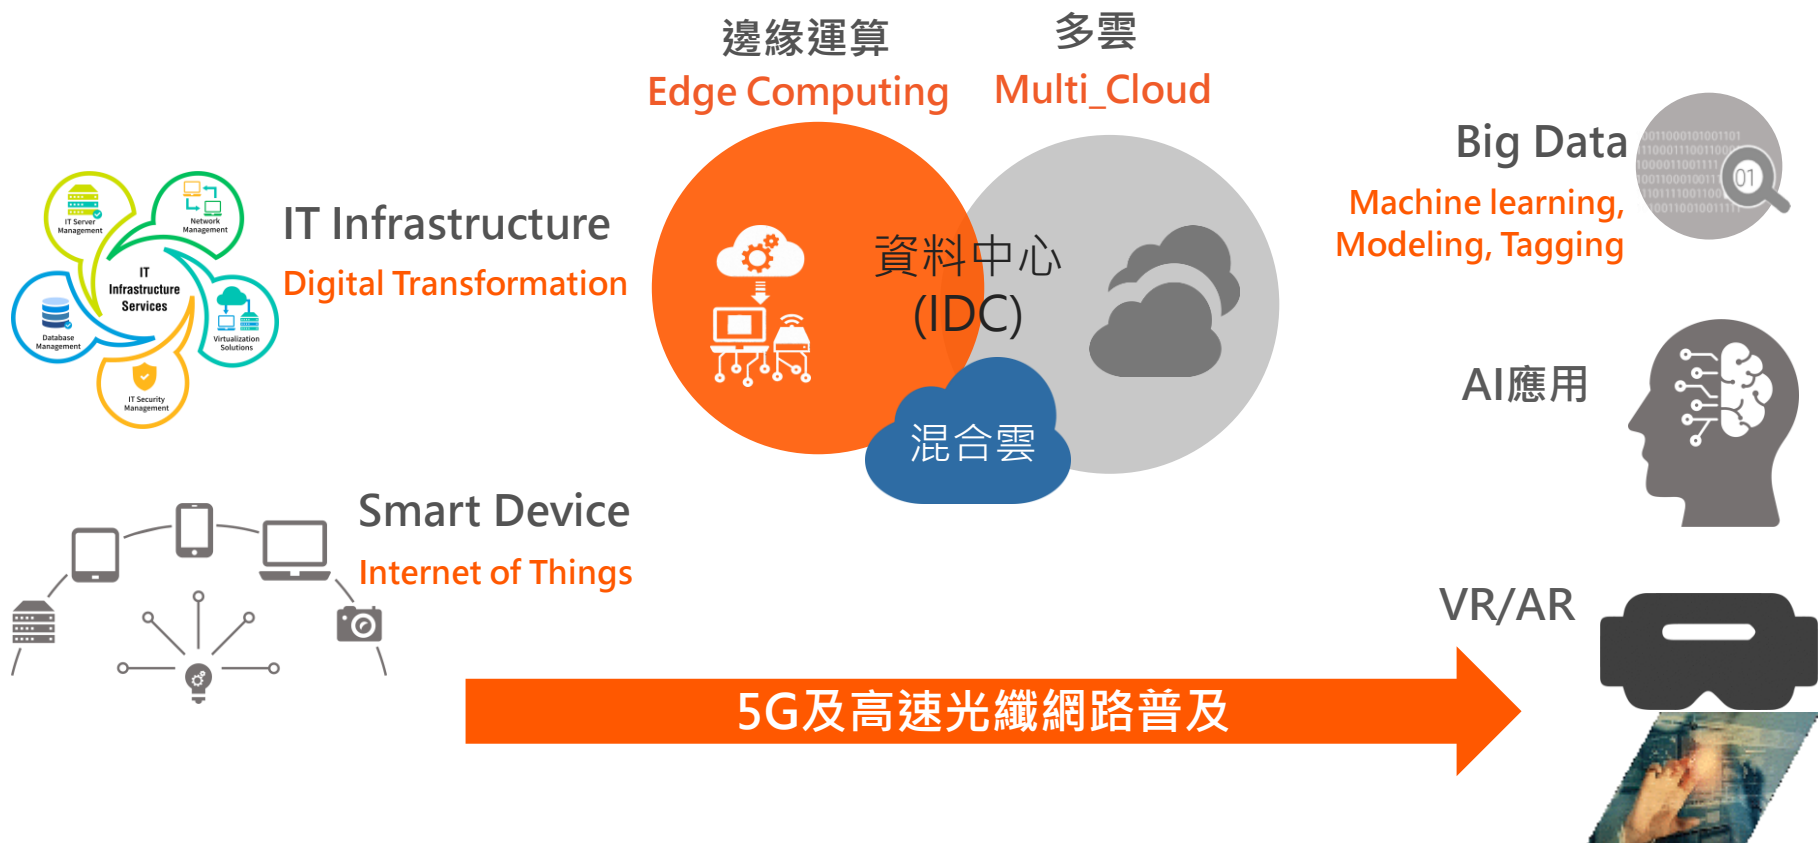 邊緣運算
Edge Computing
多雲
Multi_Cloud
IT Server
Management
Network
Management
IT
Infrastructure
Services
Database
Management
Virtualization
Solutions
IT Security
Management
IT Infrastructure
Digital Transformation
資料中心
(IDC)
混合雲
Big Data
01
Machine learning,
Modeling, Tagging
AI應用
Smart Device
Internet of Things
VR/AR
5G及高速光纖網路普及